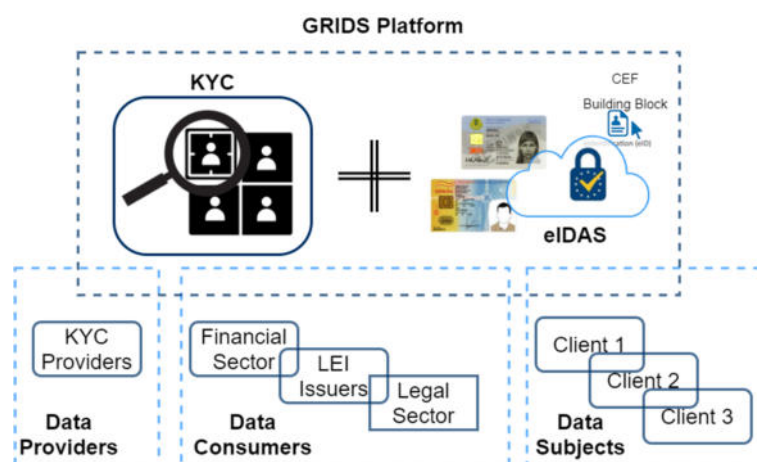 GRIDS Platform
KYC
CEF
Building Block
(eID)
eIDAS
KYC
Providers
Data
Providers
Financial
Sector
LEI
Issuers
Legal
Sector
Data
Consumers
Client 1
Client 2
Client 3
Data
Subjects